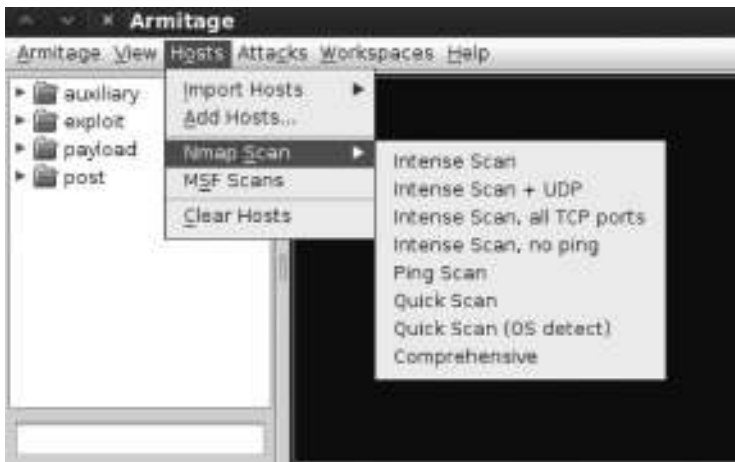 Armitage
Armitage View Hosts Attacks Workspaces Help
auxiliary
exploit
payload
post
Import Hosts
Add Hosts...
Nmap Scan
MSF Scans
Clear Hosts
Intense Scan
Intense Scan + UDP
Intense Scan, all TCP ports
Intense Scan, no ping
Ping Scan
Quick Scan
Quick Scan (OS detect)
Comprehensive